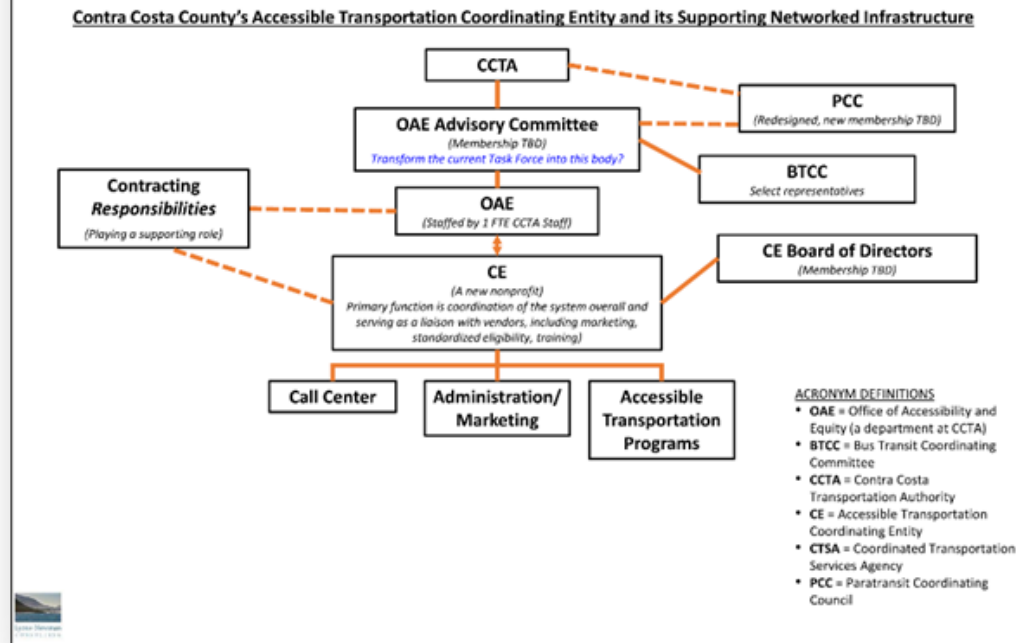 Contra Costa County's Accessible Transportation Coordinating Entity and its Supporting Networked Infrastructure
CCTA
PCC
(Redesigned, new membership TBD)
OAE Advisory Committee
(Membership TBD)
Transform the current Task Force into this body?
BTCC
Select representatives
Contracting
Responsibilities
(Playing a supporting role)
OAE
(Staffed by 1 FTE CCTA Staff)
CE Board of Directors
(Membership TBD)
CE
(A new nonprofit)
Primary function is coordination of the system overall and
serving as a liaison with vendors, including marketing,
standardized eligibility, training)
Call Center
Administration/
Marketing
Accessible
Transportation
Programs
ACRONYM DEFINITIONS
• OAE = Office of Accessibility and
Equity (a department at CCTA)
• BTCC = Bus Transit Coordinating
Committee
• CCTA = Contra Costa
Transportation Authority
• CE = Accessible Transportation
Coordinating Entity
• CTSA = Coordinated Transportation
Services Agency
• PCC = Paratransit Coordinating
Council